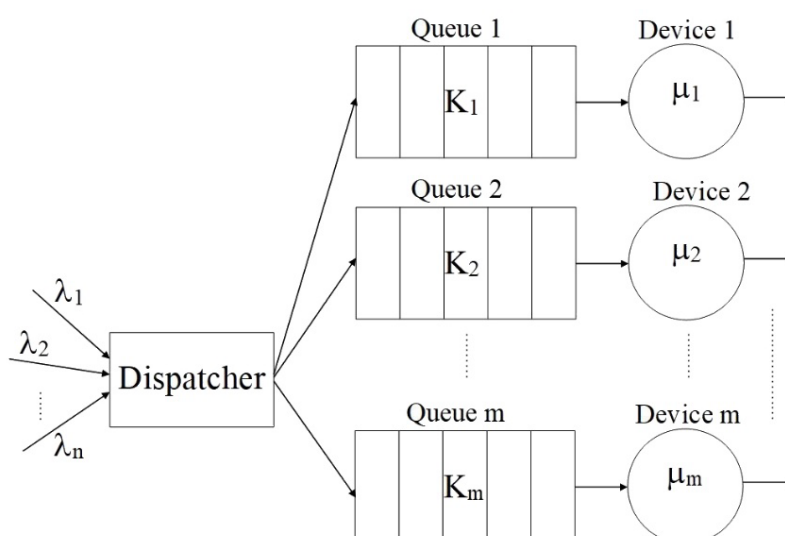 Queue 1 Device 1
K₁ μ₁
Queue 2 Device 2
K₂ μ₂
λ₁
λ₂
Dispatcher
λₙ
Queue m Device m
Kₘ μₘ